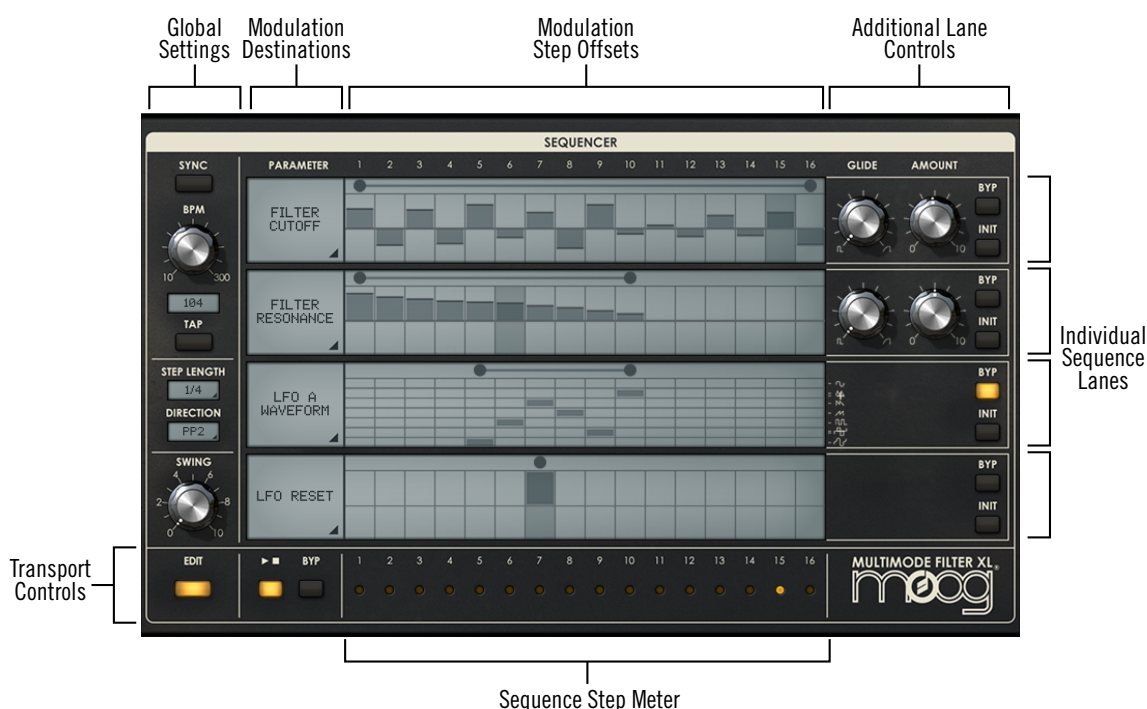 Global
Settings
Modulation
Destinations
Modulation
Step Offsets
Additional Lane
Controls
SEQUENCER
SYNC
PARAMETER
1 2 3 4 5 6 7 8 9 10 11 12 13 14 15 16
GLIDE
AMOUNT
BPM
10
300
104
TAP
FILTER
CUTOFF
0
10
BYP
INIT
FILTER
RESONANCE
0
10
BYP
INIT
Individual
Sequence
Lanes
STEP LENGTH
1/4
DIRECTION
PP2
LFO A
WAVEFORM
BYP
INIT
SWING
0
2
4
6
8
10
LFO RESET
BYP
INIT
Transport
Controls
EDIT
►■
BYP
1 2 3 4 5 6 7 8 9 10 11 12 13 14 15 16
MULTIMODE FILTER XL®
moog
Sequence Step Meter